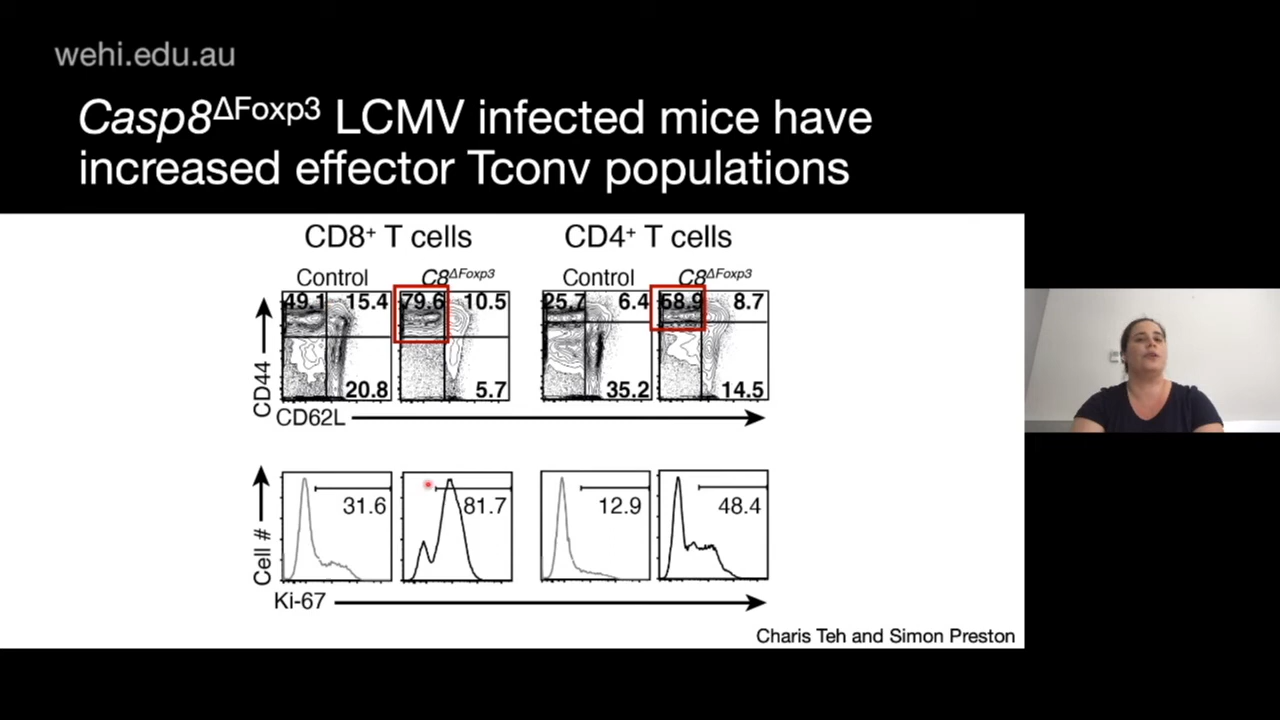 wehi.edu.au
Casp8ΔFoxp3 LCMV infected mice have
increased effector Tconv populations
CD8+ T cells
CD4+ T cells
Control
C8ΔFoxp3
Control
C8ΔFoxp3
49.1 15.4
79.6 10.5
25.7 6.4
58.9 8.7
20.8
5.7
35.2
14.5
CD44
CD62L
31.6
81.7
12.9
48.4
Cell #
Ki-67
Charis Teh and Simon Preston